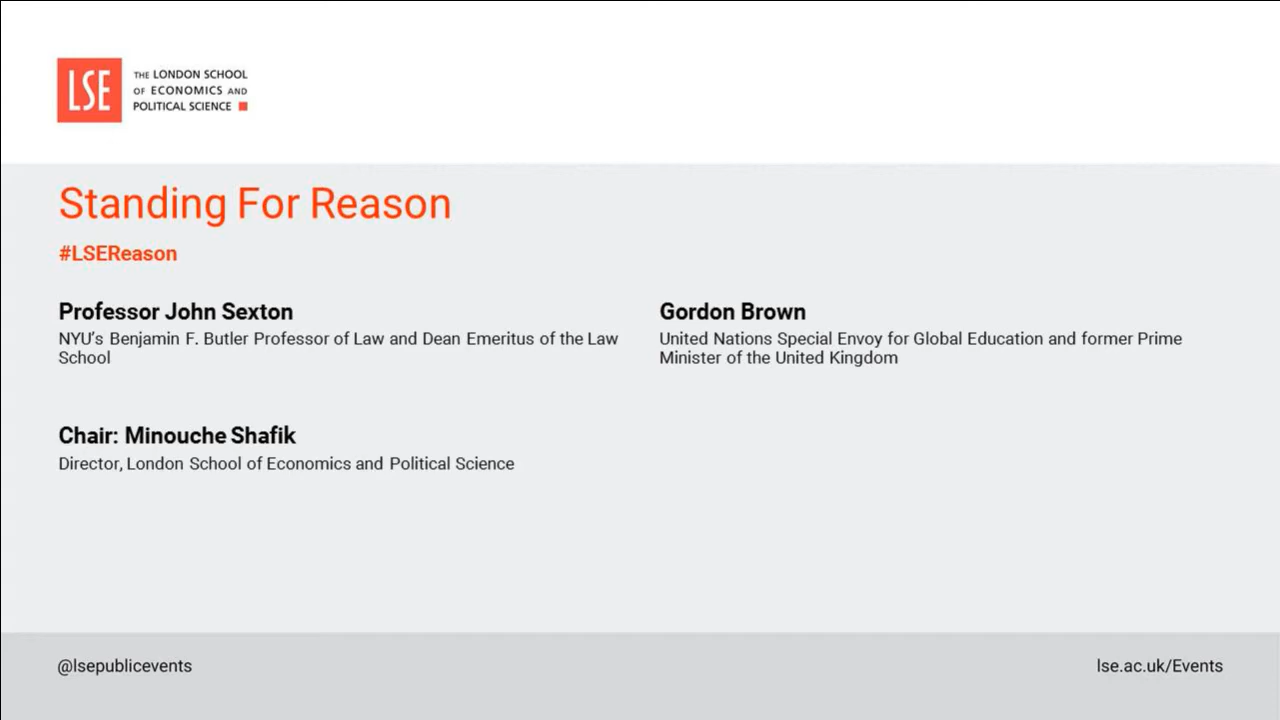 LSE
THE LONDON SCHOOL
OF ECONOMICS AND
POLITICAL SCIENCE
Standing For Reason
#LSEReason
Professor John Sexton
NYU's Benjamin F. Butler Professor of Law and Dean Emeritus of the Law
School
Gordon Brown
United Nations Special Envoy for Global Education and former Prime
Minister of the United Kingdom
Chair: Minouche Shafik
Director, London School of Economics and Political Science
@lsepublicevents
lse.ac.uk/Events